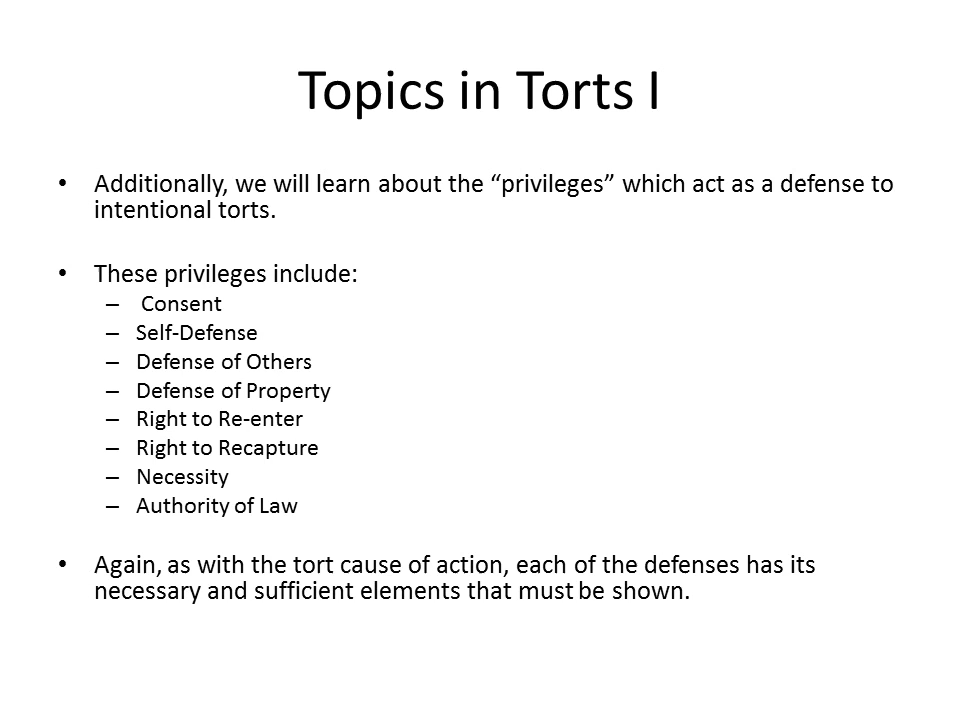 Topics in Torts I
• Additionally, we will learn about the “privileges” which act as a defense to
intentional torts.
• These privileges include:
– Consent
– Self-Defense
– Defense of Others
– Defense of Property
– Right to Re-enter
– Right to Recapture
– Necessity
– Authority of Law
• Again, as with the tort cause of action, each of the defenses has its
necessary and sufficient elements that must be shown.